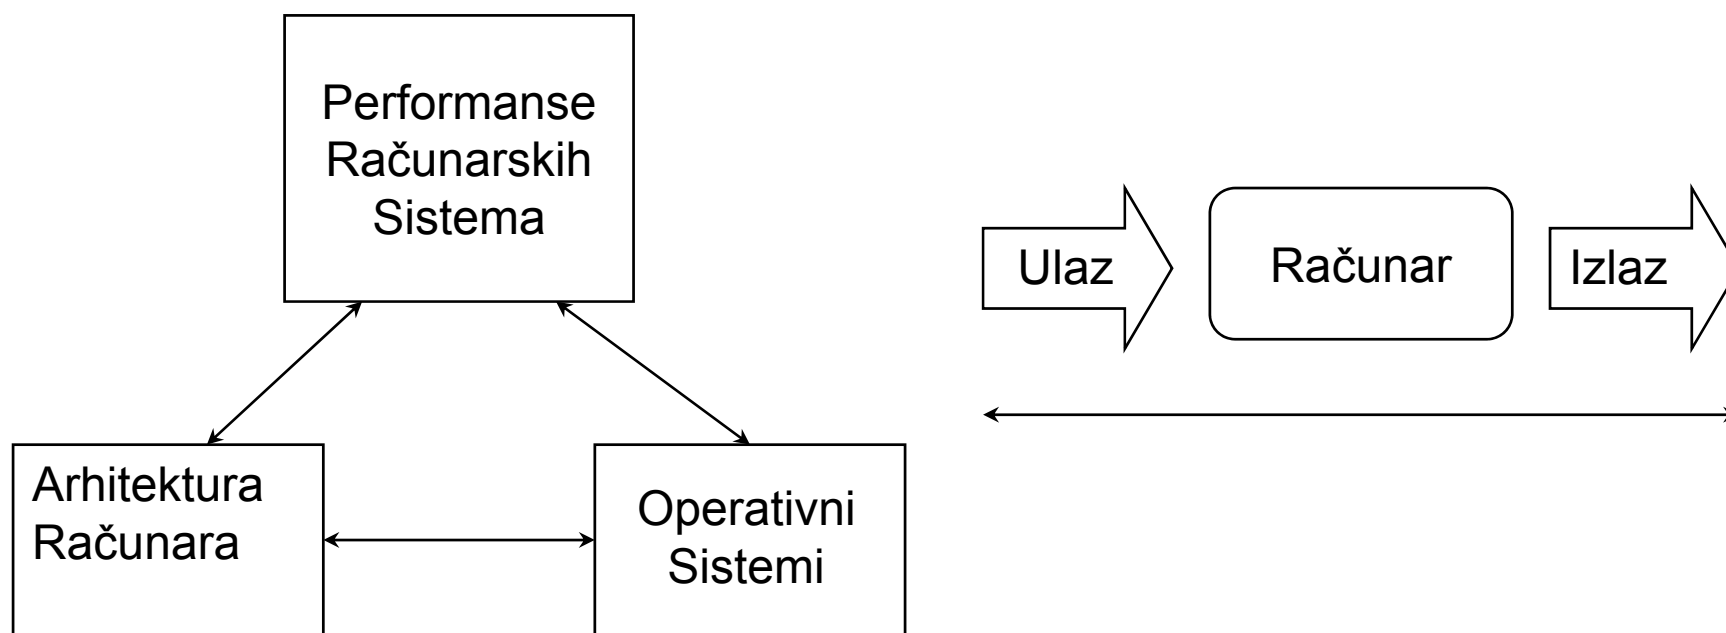 Performanse
Računarskih
Sistema
Arhitektura
Računara
Operativni
Sistemi
Ulaz
Računar
Izlaz